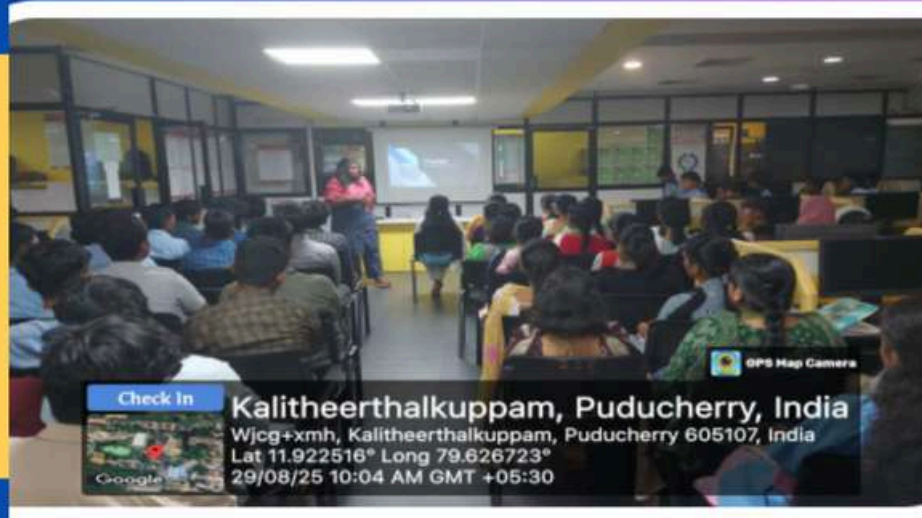 GPS Map Camera
Check In
Kalitheerthalkuppam, Puducherry, India
Wjcg+xmh, Kalitheerthalkuppam, Puducherry 605107, India
Lat 11.922516° Long 79.626723°
29/08/25 10:04 AM GMT +05:30
Google